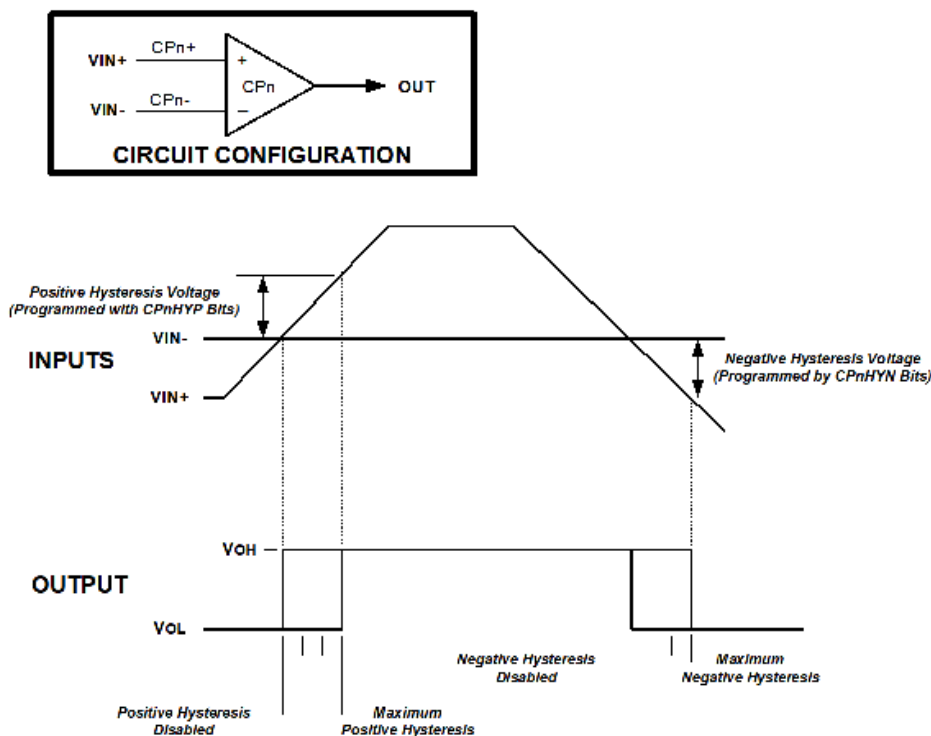 CPn+
VIN+
+
CPn
OUT
CPn-
VIN-
–
CIRCUIT CONFIGURATION
Positive Hysteresis Voltage
(Programmed with CPnHYP Bits)
VIN-
INPUTS
Negative Hysteresis Voltage
(Programmed by CPnHYN Bits)
VIN+
VOH
OUTPUT
VOL
Negative Hysteresis
Disabled
Maximum
Negative Hysteresis
Positive Hysteresis
Disabled
Maximum
Positive Hysteresis